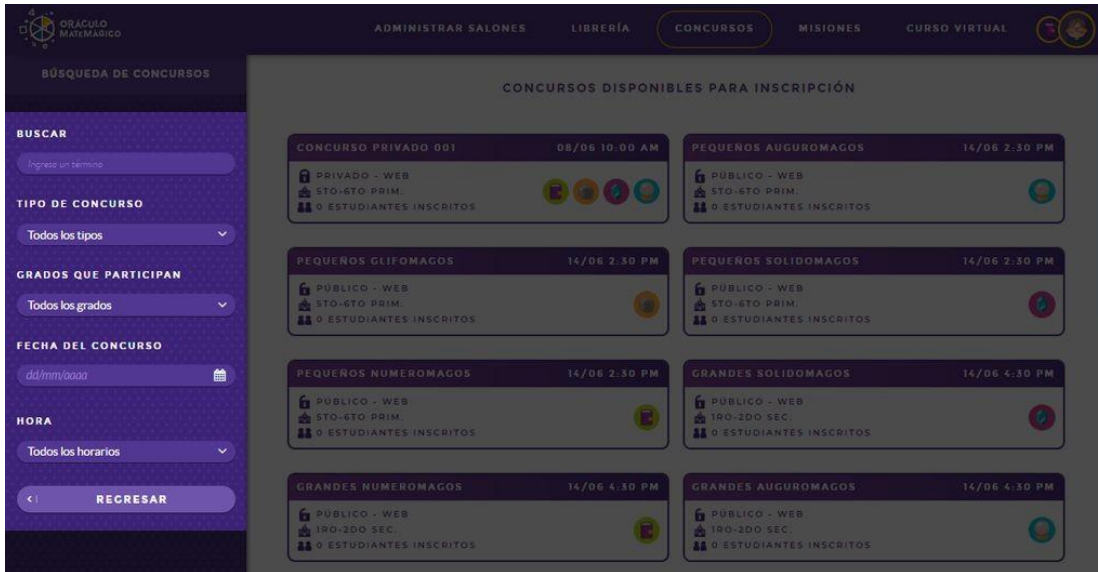 ORÁCULO
MATEMÁGICO
ADMINISTRAR SALONES
LIBRERÍA
CONCURSOS
MISIONES
CURSO VIRTUAL
BÚSQUEDA DE CONCURSOS
BUSCAR
Ingresa un término
TIPO DE CONCURSO
Todos los tipos
GRADOS QUE PARTICIPAN
Todos los grados
FECHA DEL CONCURSO
dd/mm/aaaa
HORA
Todos los horarios
REGRESAR
CONCURSOS DISPONIBLES PARA INSCRIPCIÓN
CONCURSO PRIVADO 001 08/06 10:00 AM
PRIVADO - WEB
5TO-6TO PRIM.
0 ESTUDIANTES INSCRITOS
PEQUEÑOS AUGUROMAGOS 14/06 2:30 PM
PÚBLICO - WEB
5TO-6TO PRIM.
0 ESTUDIANTES INSCRITOS
PEQUEÑOS GLIFOMAGOS 14/06 2:30 PM
PÚBLICO - WEB
5TO-6TO PRIM.
0 ESTUDIANTES INSCRITOS
PEQUEÑOS SOLIDOMAGOS 14/06 2:30 PM
PÚBLICO - WEB
5TO-6TO PRIM.
0 ESTUDIANTES INSCRITOS
PEQUEÑOS NUMEROMAGOS 14/06 2:30 PM
PÚBLICO - WEB
5TO-6TO PRIM.
0 ESTUDIANTES INSCRITOS
GRANDES SOLIDOMAGOS 14/06 4:30 PM
PÚBLICO - WEB
1RO-2DO SEC.
0 ESTUDIANTES INSCRITOS
GRANDES NUMEROMAGOS 14/06 4:30 PM
PÚBLICO - WEB
1RO-2DO SEC.
0 ESTUDIANTES INSCRITOS
GRANDES AUGUROMAGOS 14/06 4:30 PM
PÚBLICO - WEB
1RO-2DO SEC.
0 ESTUDIANTES INSCRITOS